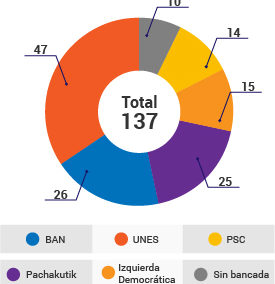 10
14
47
15
Total
137
26
25
BAN
UNES
PSC
Pachakutik
Izquierda
Democrática
Sin bancada